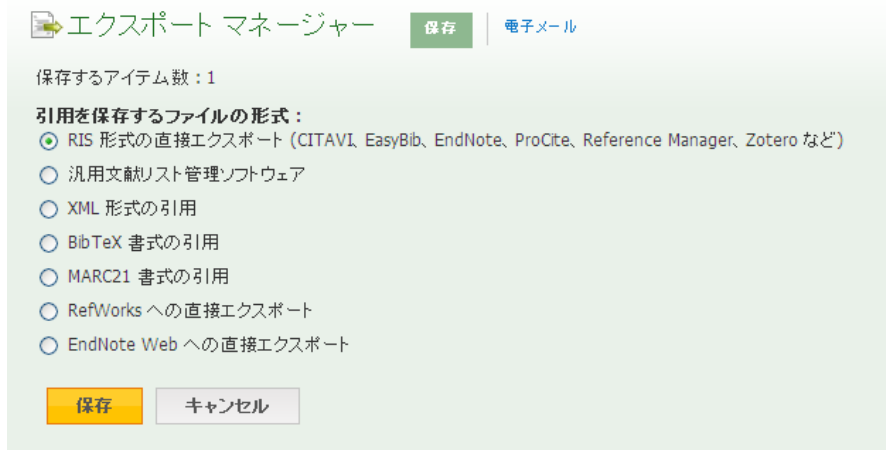 エクスポート マネージャー 保存 電子メール
保存するアイテム数：1
引用を保存するファイルの形式：
RIS 形式の直接エクスポート (CITAVI、EasyBib、EndNote、ProCite、Reference Manager、Zotero など)
汎用文献リスト管理ソフトウェア
XML 形式の引用
BibTeX 書式の引用
MARC21 書式の引用
RefWorks への直接エクスポート
EndNote Web への直接エクスポート
保存 キャンセル